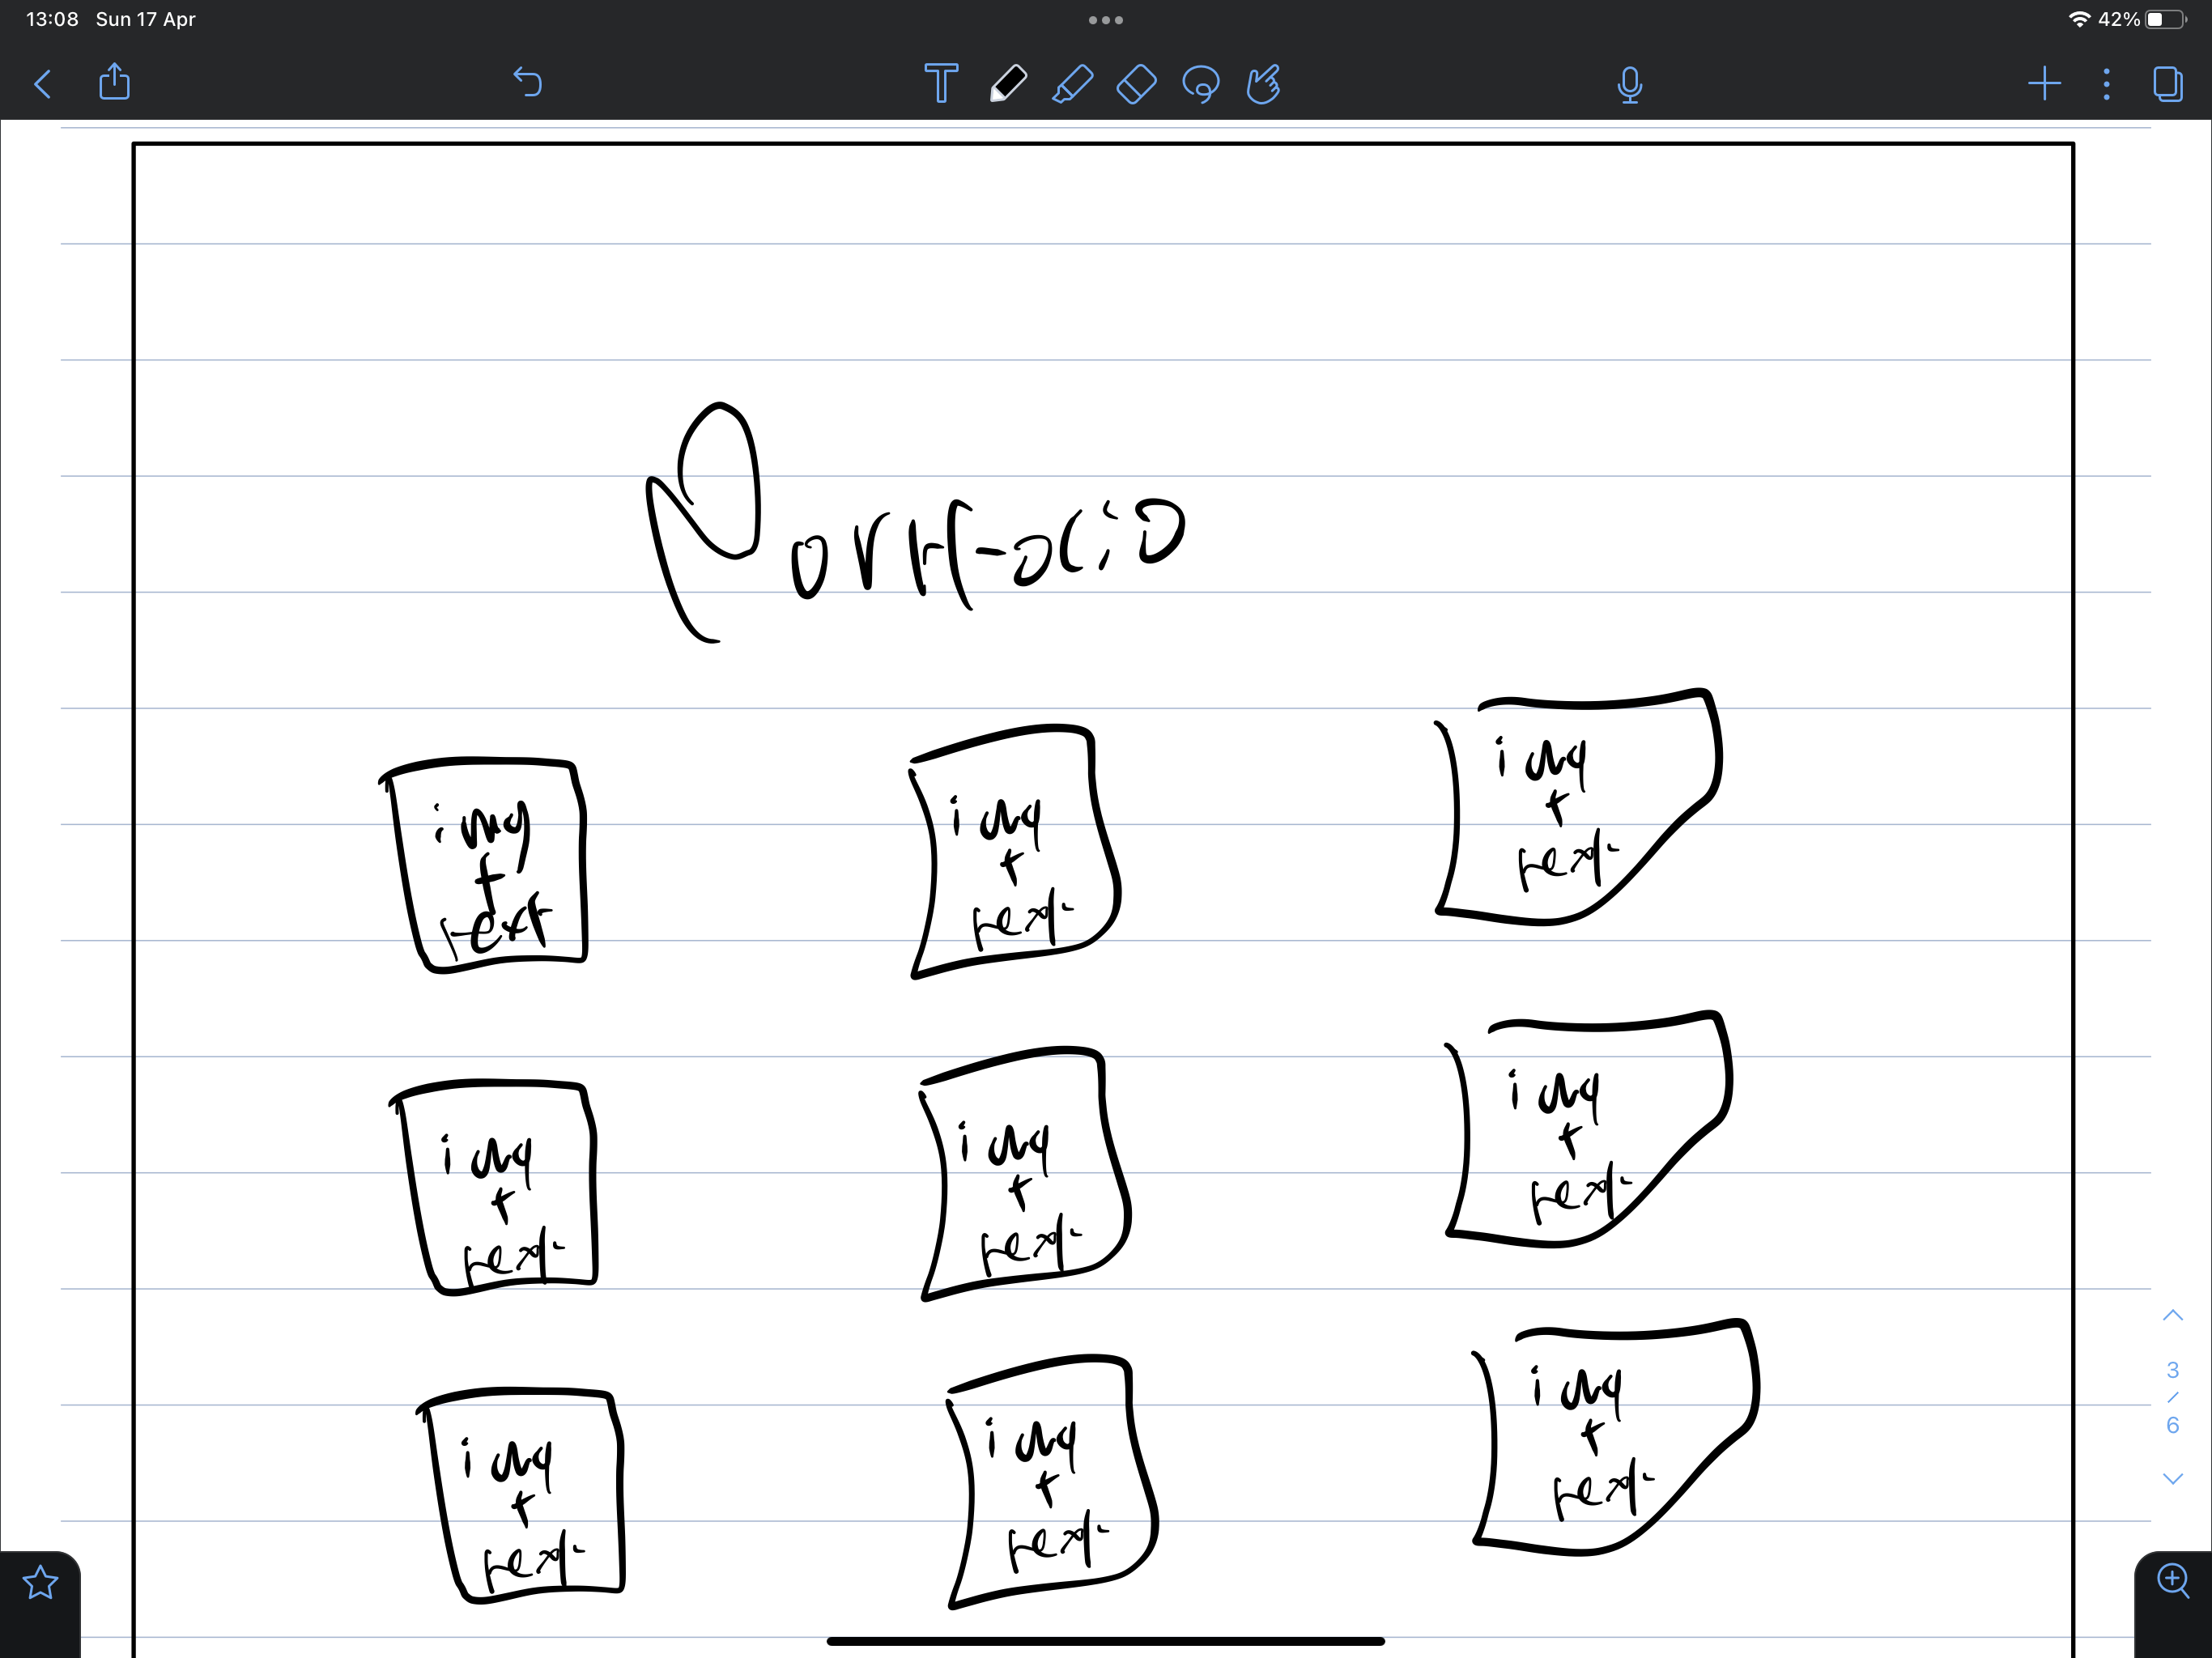 13:08 Sun 17 Apr
42%
img img img
+ + +
text text text
img img img
+ + +
text text text
3
/
6
img img img
+ + +
text text text